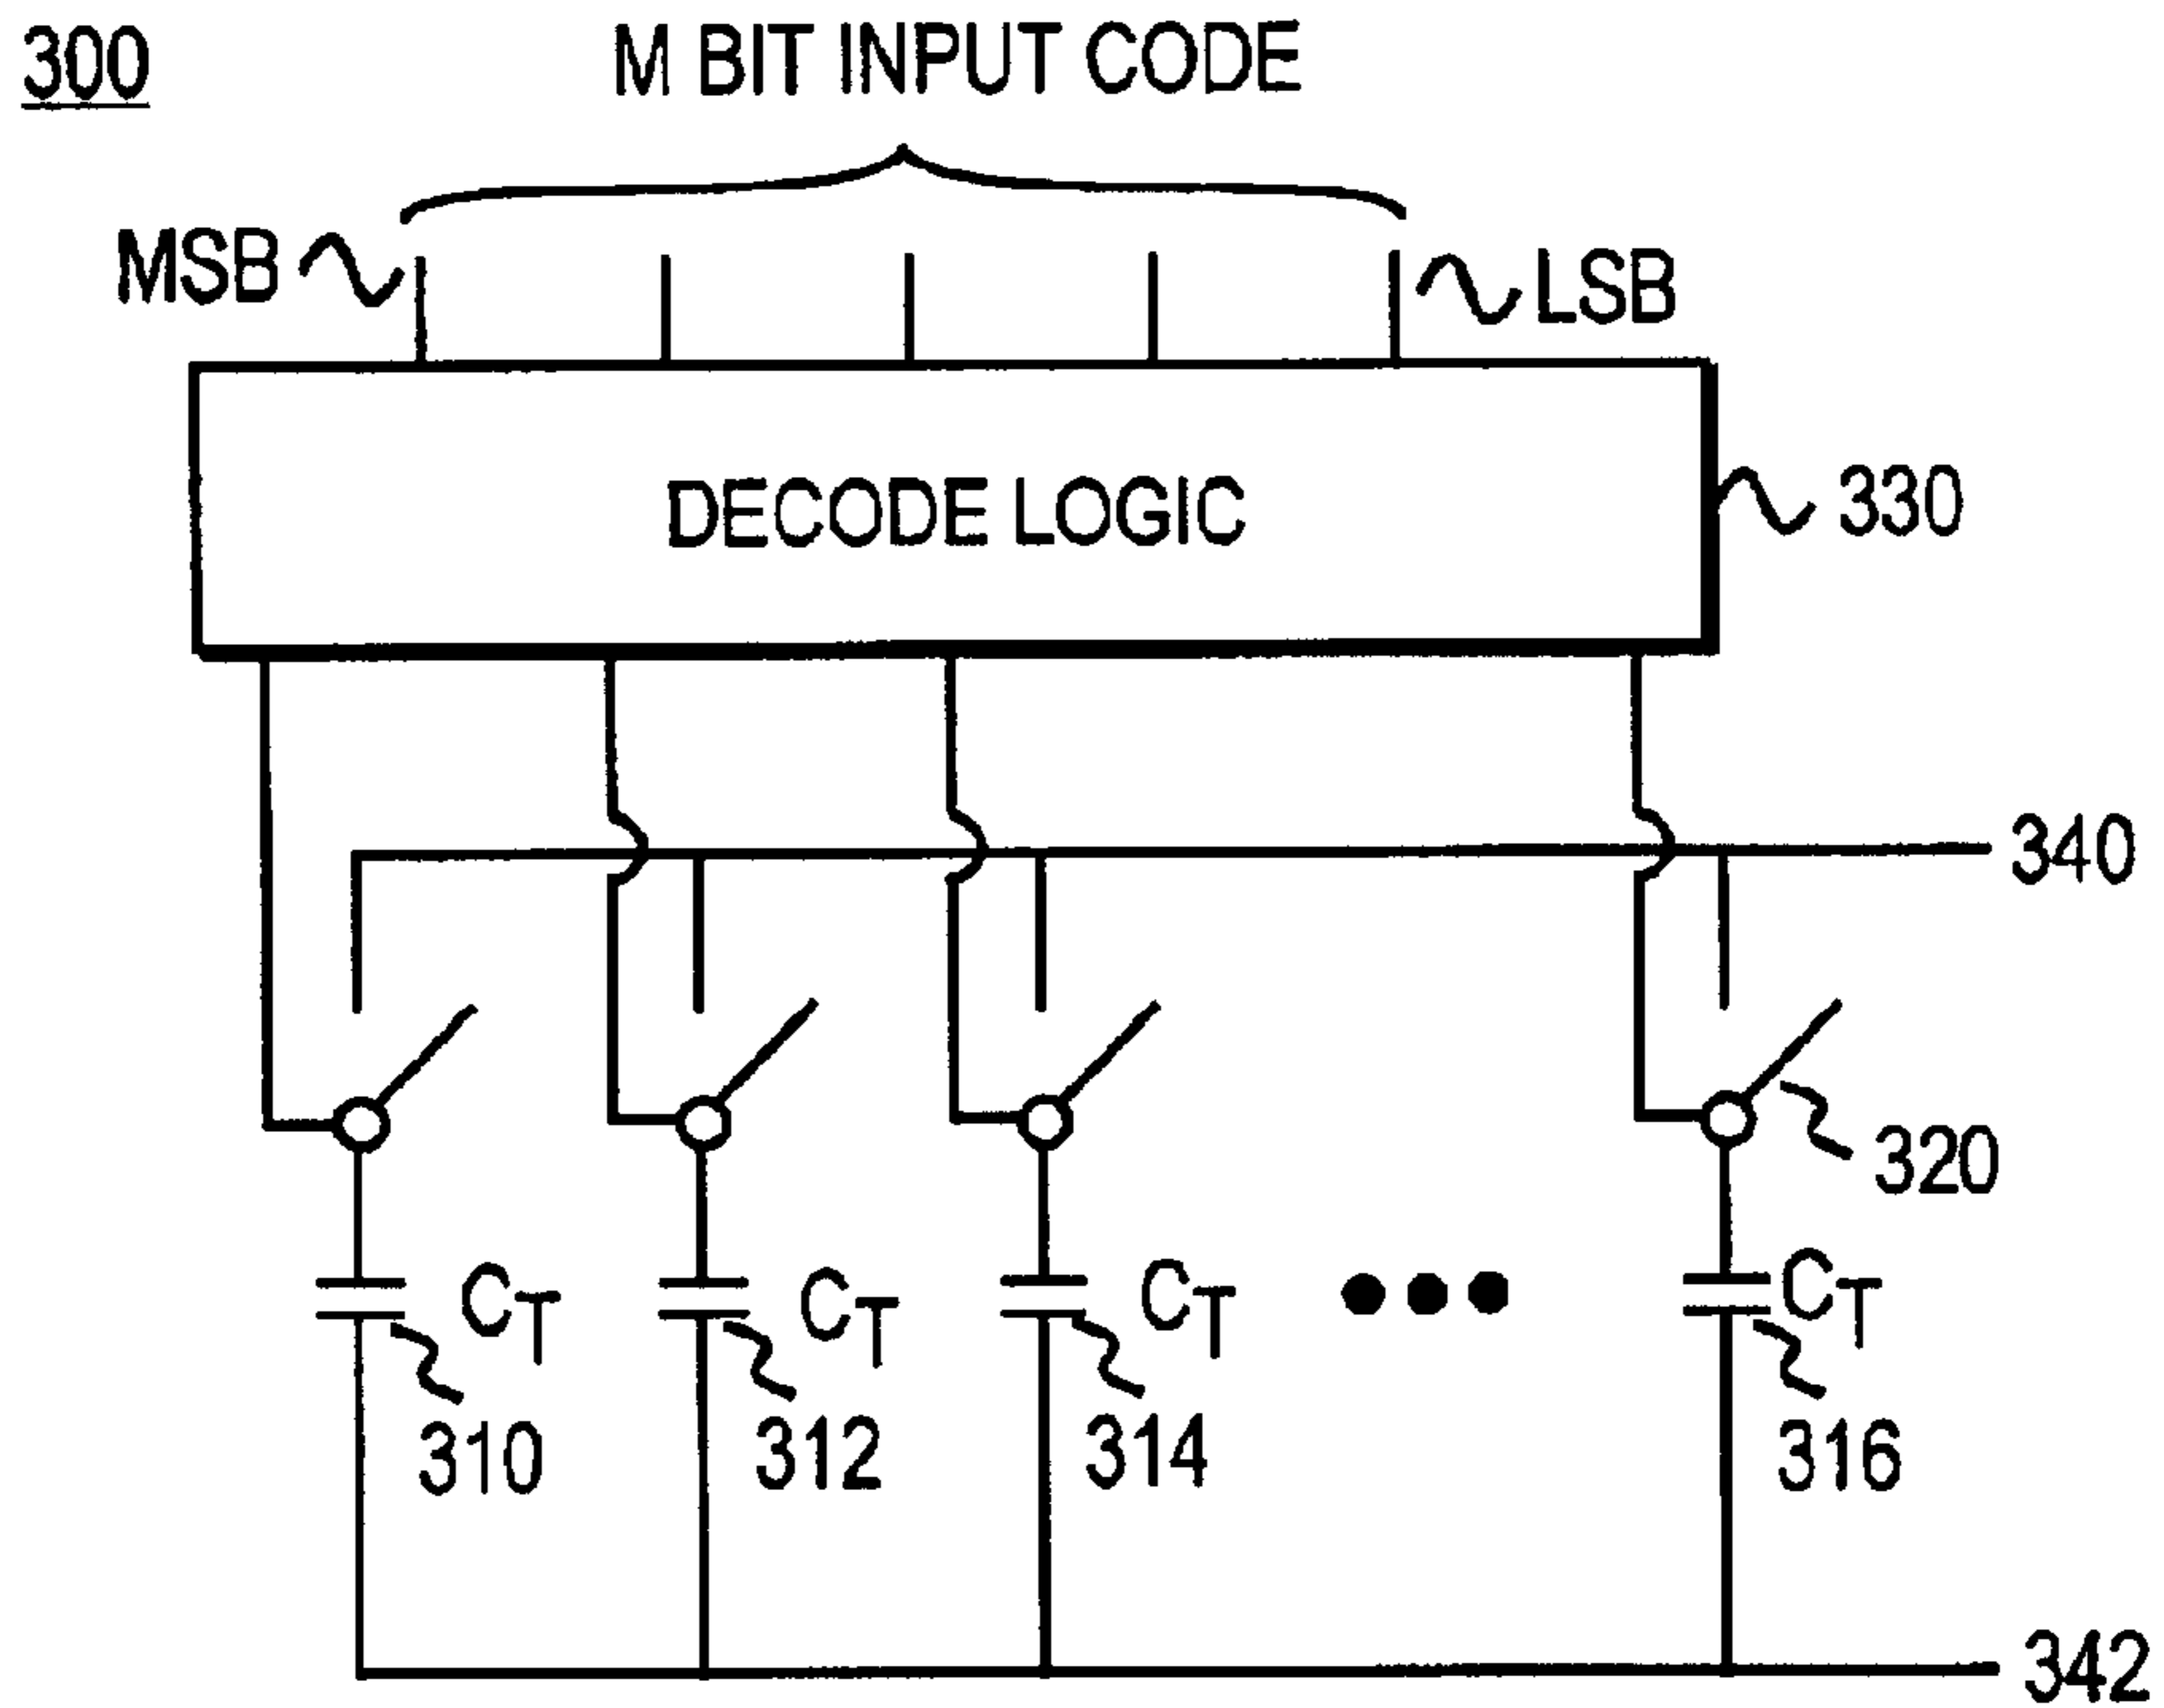 300
M BIT INPUT CODE
MSB
LSB
DECODE LOGIC
330
340
320
CT
CT
CT
CT
310
312
314
316
342